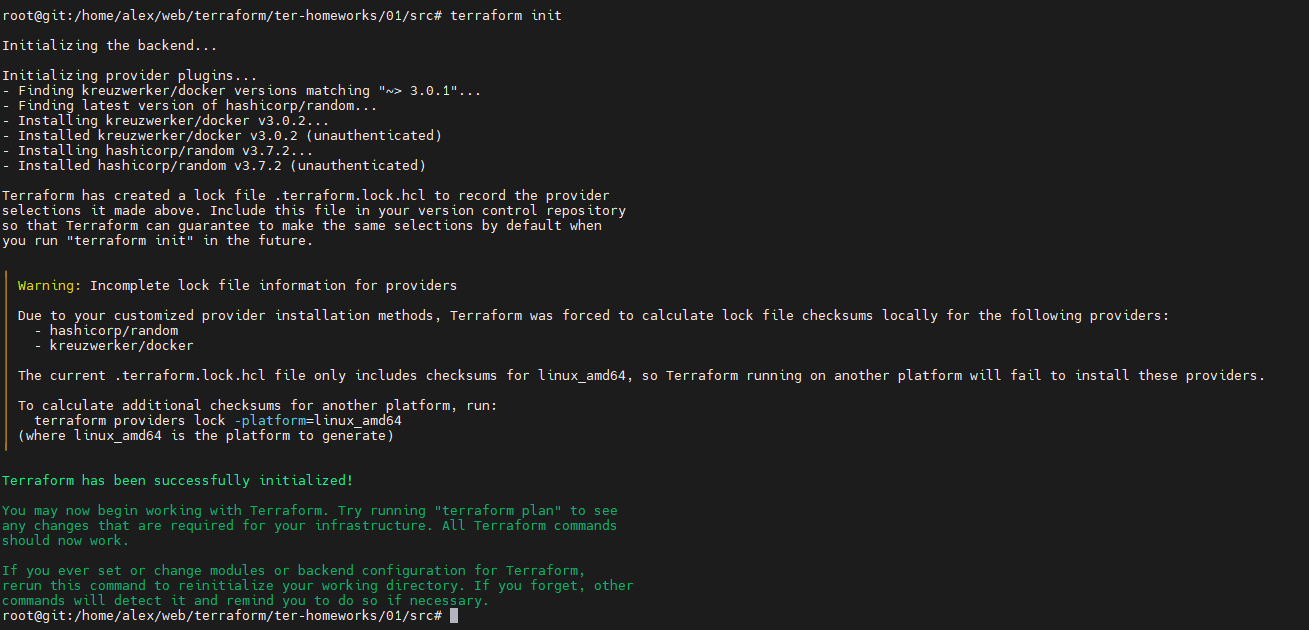 root@git:/home/alex/web/terraform/ter-homeworks/01/src# terraform init
Initializing the backend...
Initializing provider plugins...
- Finding kreuzwerker/docker versions matching "~> 3.0.1"...
- Finding latest version of hashicorp/random...
- Installing kreuzwerker/docker v3.0.2...
- Installed kreuzwerker/docker v3.0.2 (unauthenticated)
- Installing hashicorp/random v3.7.2...
- Installed hashicorp/random v3.7.2 (unauthenticated)
Terraform has created a lock file .terraform.lock.hcl to record the provider
selections it made above. Include this file in your version control repository
so that Terraform can guarantee to make the same selections by default when
you run "terraform init" in the future.
Warning: Incomplete lock file information for providers
Due to your customized provider installation methods, Terraform was forced to calculate lock file checksums locally for the following providers:
- hashicorp/random
- kreuzwerker/docker
The current .terraform.lock.hcl file only includes checksums for linux_amd64, so Terraform running on another platform will fail to install these providers.
To calculate additional checksums for another platform, run:
terraform providers lock -platform=linux_amd64
(where linux_amd64 is the platform to generate)
Terraform has been successfully initialized!
You may now begin working with Terraform. Try running "terraform plan" to see
any changes that are required for your infrastructure. All Terraform commands
should now work.
If you ever set or change modules or backend configuration for Terraform,
rerun this command to reinitialize your working directory. If you forget, other
commands will detect it and remind you to do so if necessary.
root@git:/home/alex/web/terraform/ter-homeworks/01/src#